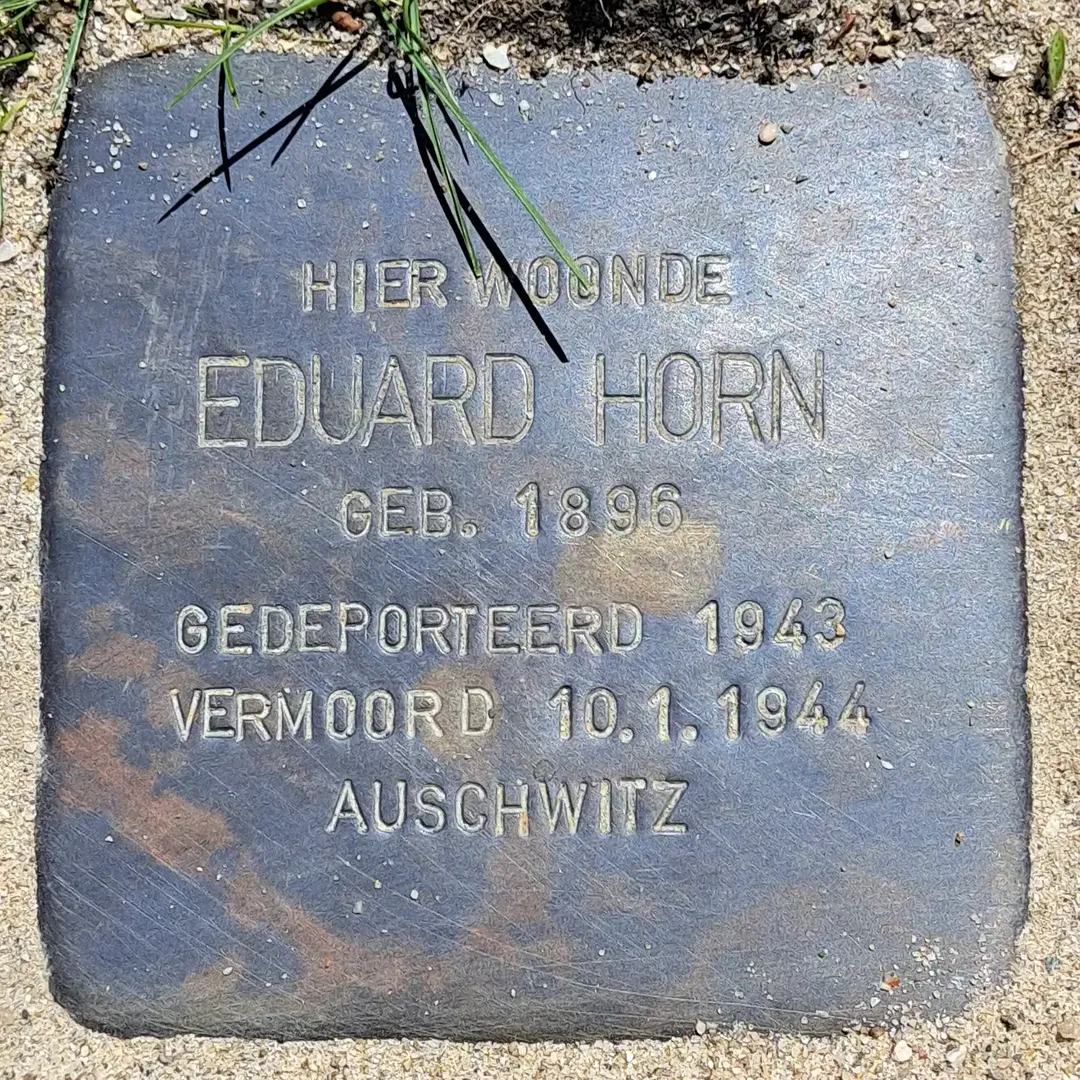 HIER WOONDE
EDUARD HORN
GEB. 1896
GEDEPORTEERD 1943
VERMOORD 10.1.1944
AUSCHWITZ